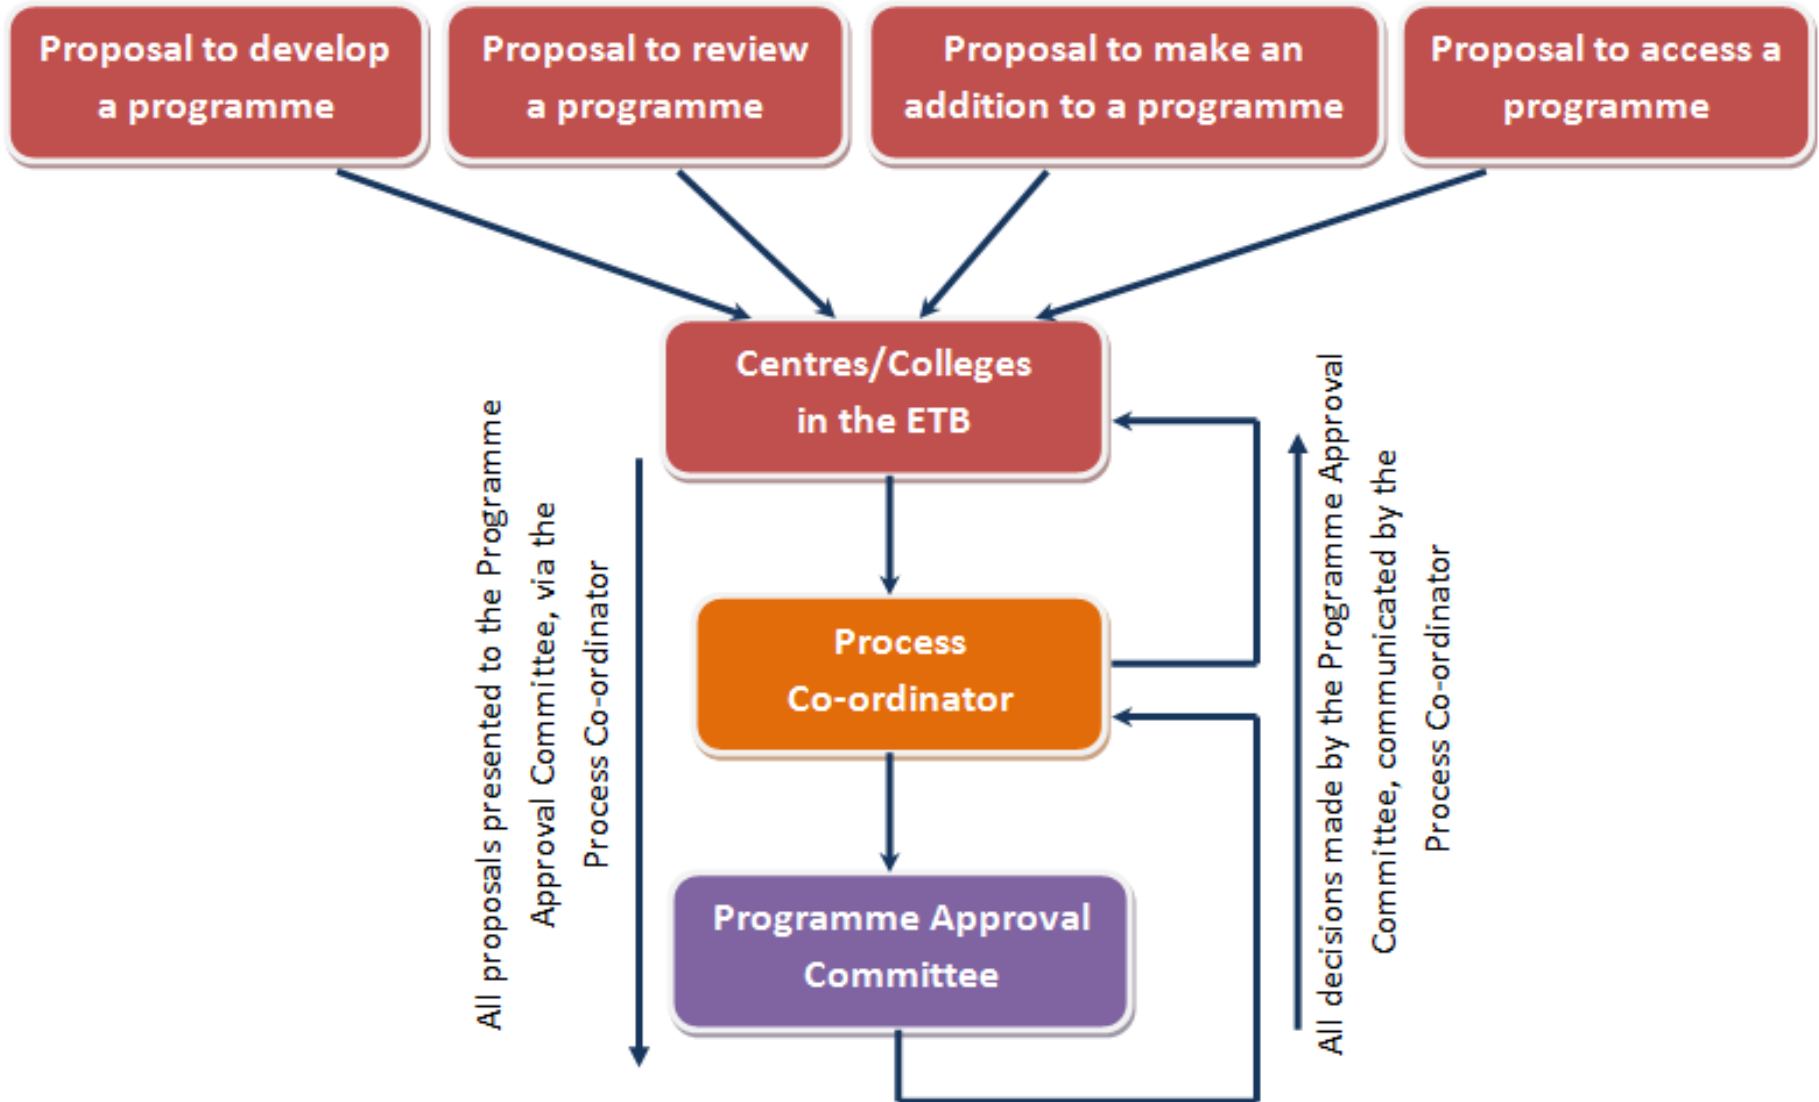 Proposal to develop
a programme
Proposal to review
a programme
Proposal to make an
addition to a programme
Proposal to access a
programme
Centres/Colleges
in the ETB
Process
Co-ordinator
Programme Approval
Committee
All proposals presented to the Programme
Approval Committee, via the
Process Co-ordinator
All decisions made by the Programme Approval
Committee, communicated by the
Process Co-ordinator